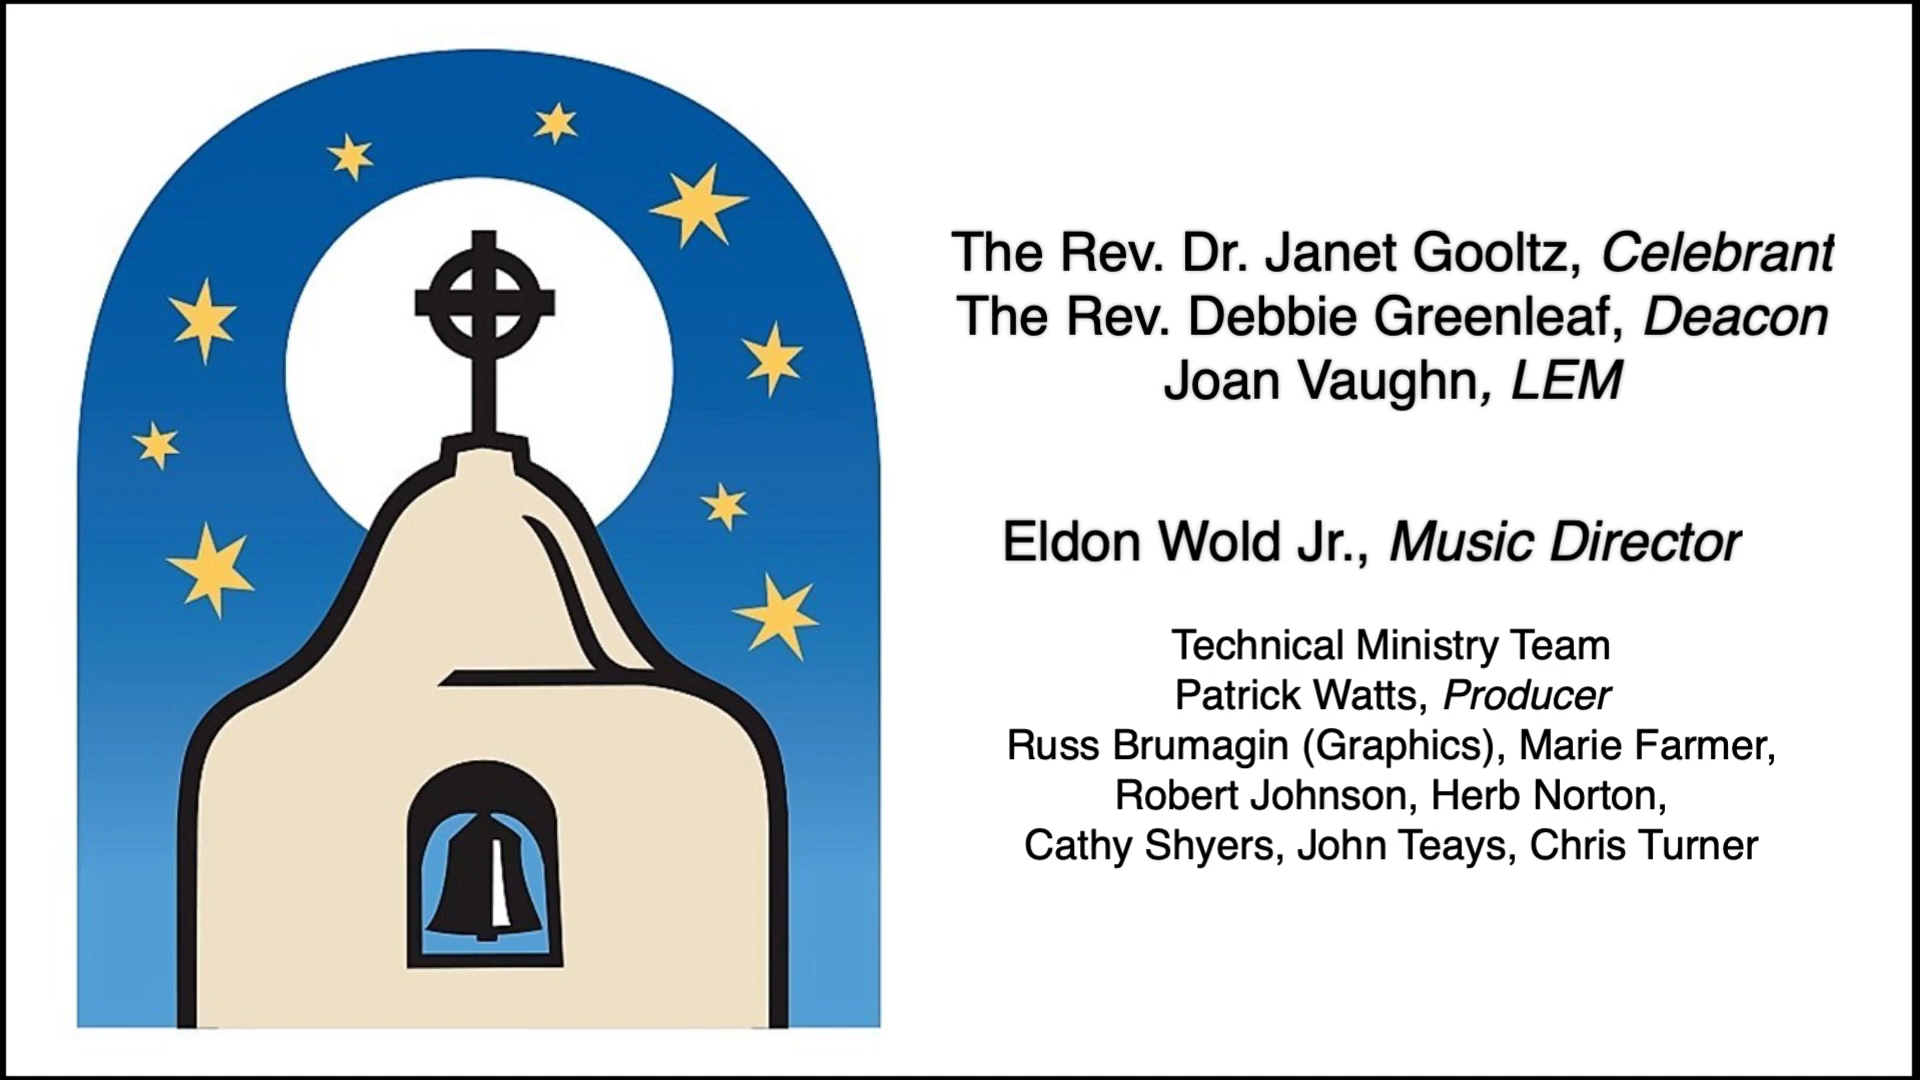 The Rev. Dr. Janet Gooltz, Celebrant
The Rev. Debbie Greenleaf, Deacon
Joan Vaughn, LEM
Eldon Wold Jr., Music Director
Technical Ministry Team
Patrick Watts, Producer
Russ Brumagin (Graphics), Marie Farmer,
Robert Johnson, Herb Norton,
Cathy Shyers, John Teays, Chris Turner